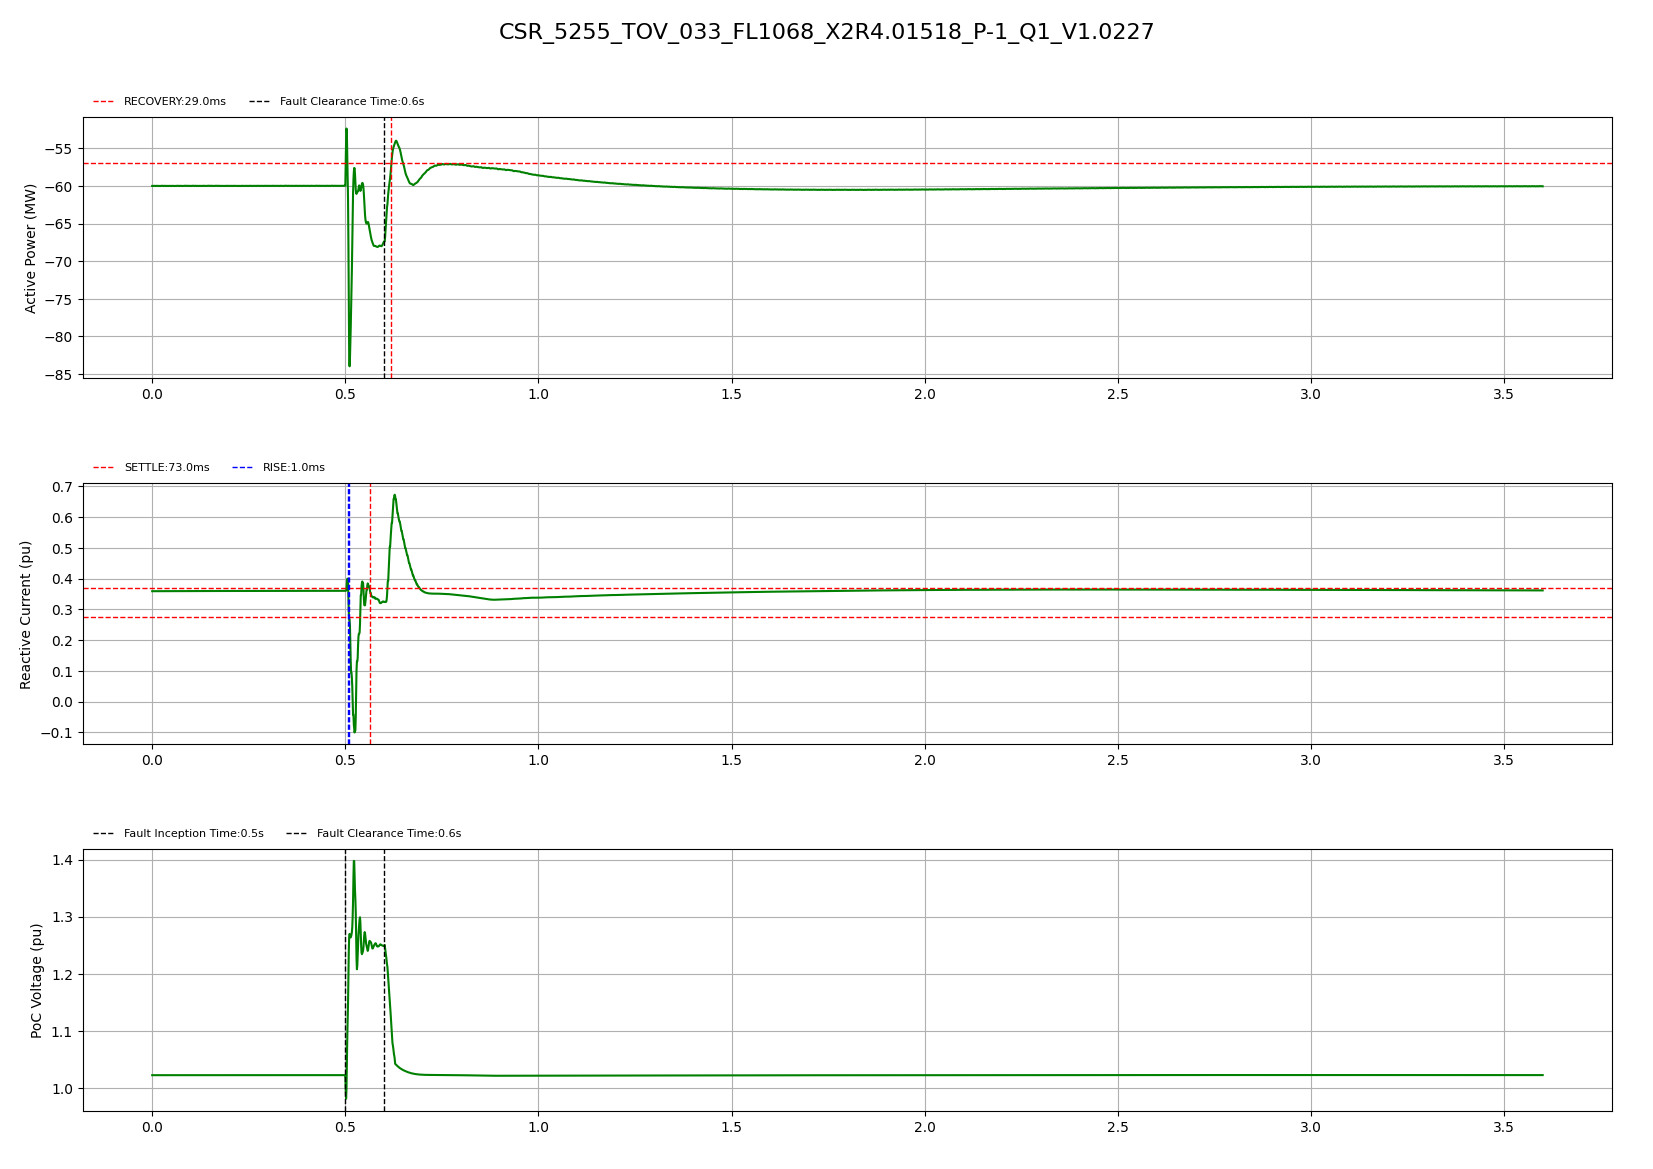 CSR_5255_TOV_033_FL1068_X2R4.01518_P-1_Q1_V1.0227
RECOVERY:29.0ms Fault Clearance Time:0.6s
Active Power (MW)
−55
−60
−65
−70
−75
−80
−85
0.0 0.5 1.0 1.5 2.0 2.5 3.0 3.5
SETTLE:73.0ms RISE:1.0ms
Reactive Current (pu)
0.7
0.6
0.5
0.4
0.3
0.2
0.1
0.0
−0.1
0.0 0.5 1.0 1.5 2.0 2.5 3.0 3.5
Fault Inception Time:0.5s Fault Clearance Time:0.6s
PoC Voltage (pu)
1.4
1.3
1.2
1.1
1.0
0.0 0.5 1.0 1.5 2.0 2.5 3.0 3.5